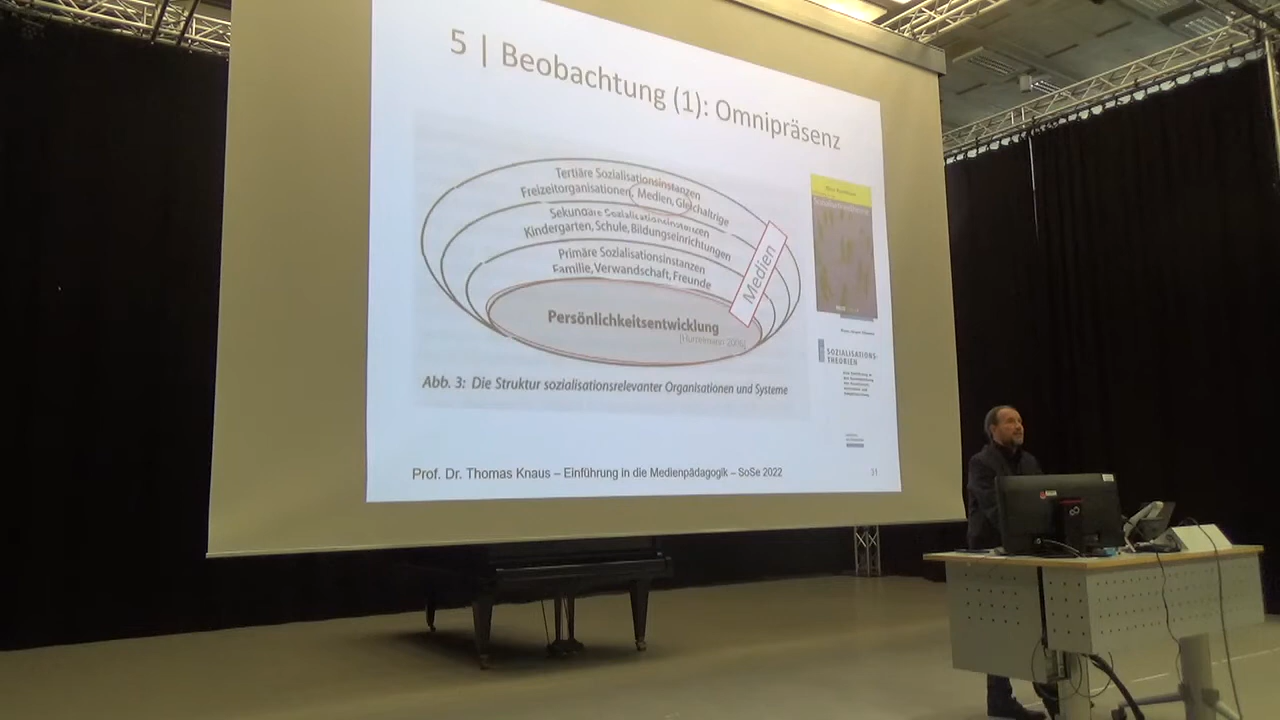 5 | Beobachtung (1): Omnipräsenz
Tertiäre Sozialisationsinstanzen
Freizeitorganisationen, Medien, Gleichaltrige
Sekundäre Sozialisationsinstanzen
Kindergarten, Schule, Bildungseinrichtungen
Primäre Sozialisationsinstanzen
Familie, Verwandschaft, Freunde
Medien
Persönlichkeitsentwicklung
[Hurrelmann 2006]
Abb. 3: Die Struktur sozialisationsrelevanter Organisationen und Systeme
SOZIALISATIONS-
THEORIEN
Prof. Dr. Thomas Knaus – Einführung in die Medienpädagogik – SoSe 2022
31